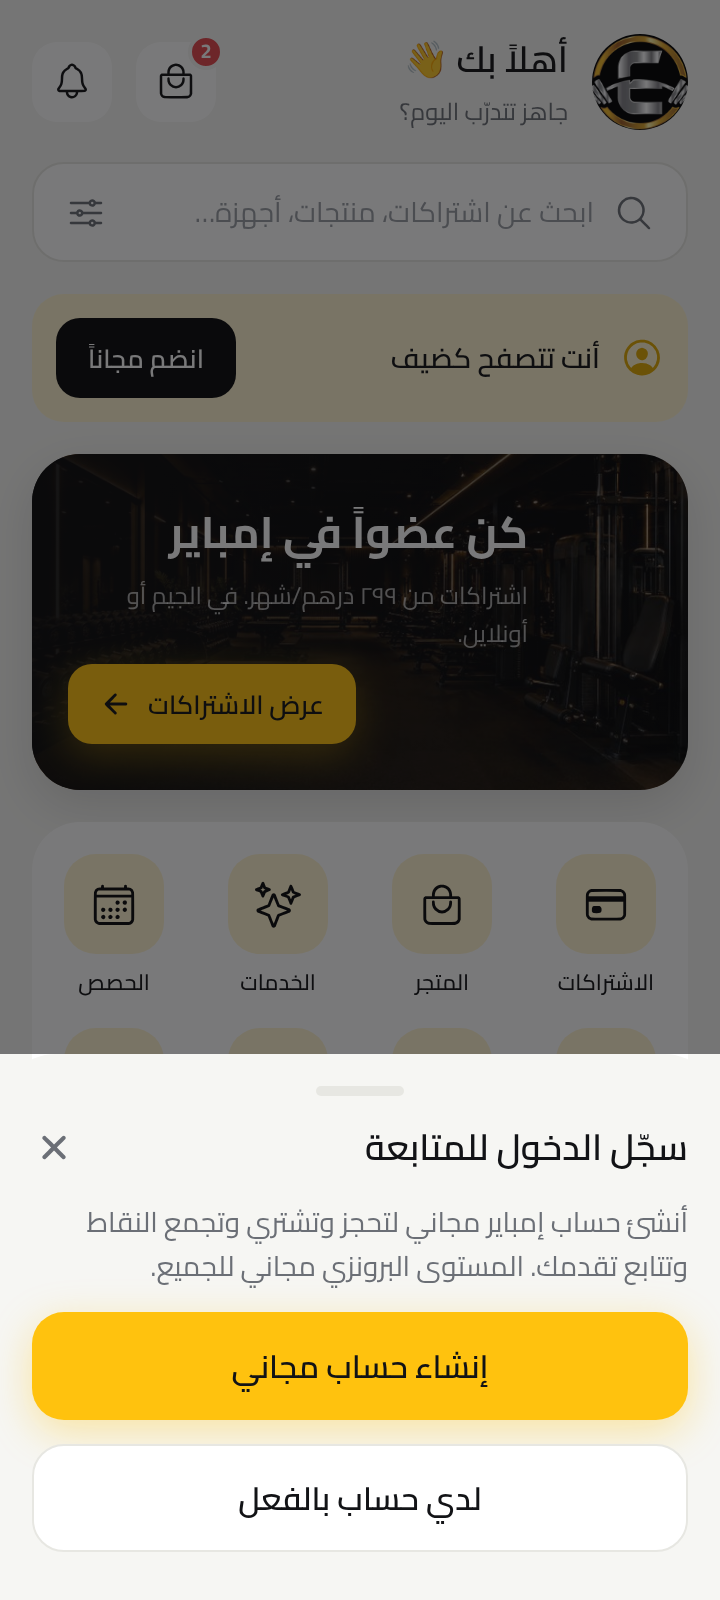 أهلاً بك 👋
2
جاهز تتدرّب اليوم؟
ابحث عن اشتراكات، منتجات، أجهزة...
أنت تتصفح كضيف
انضم مجاناً
كن عضواً في إمباير
اشتراكات من ٢٩٩ درهم/شهر. في الجيم أو
أونلاين.
عرض الاشتراكات
الاشتراكات
المتجر
الخدمات
الحصص
سجّل الدخول للمتابعة
أنشئ حساب إمباير مجاني لتحجز وتشتري وتجمع النقاط
وتتابع تقدمك. المستوى البرونزي مجاني للجميع.
إنشاء حساب مجاني
لدي حساب بالفعل